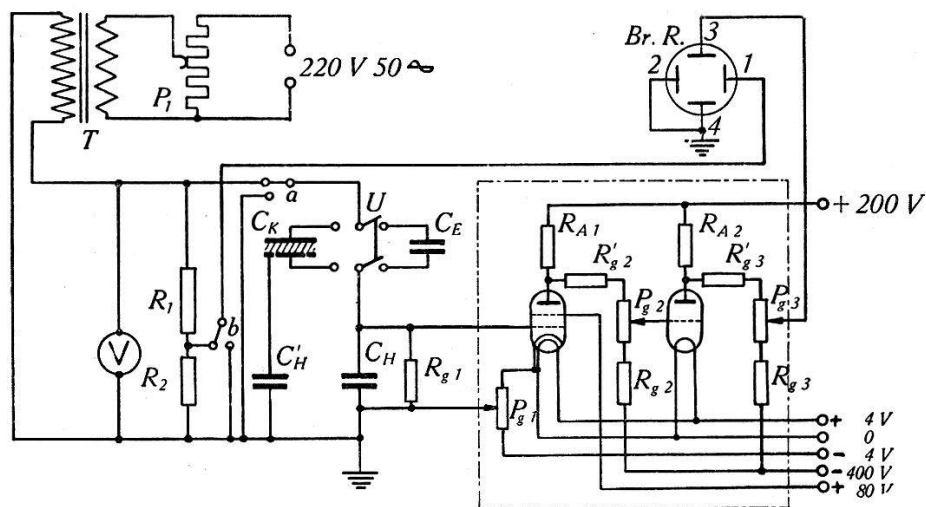 Br. R.
3
2
1
4
220 V 50 ~
P1
T
+ 200 V
a
U
CK
CE
RA1
RA2
R'g2
R'g3
Pg2
Pg3
R1
b
V
R2
C'H
CH
Rg1
Pg1
Rg2
Rg3
+ 4 V
0
- 4 V
- 400 V
+ 80 V